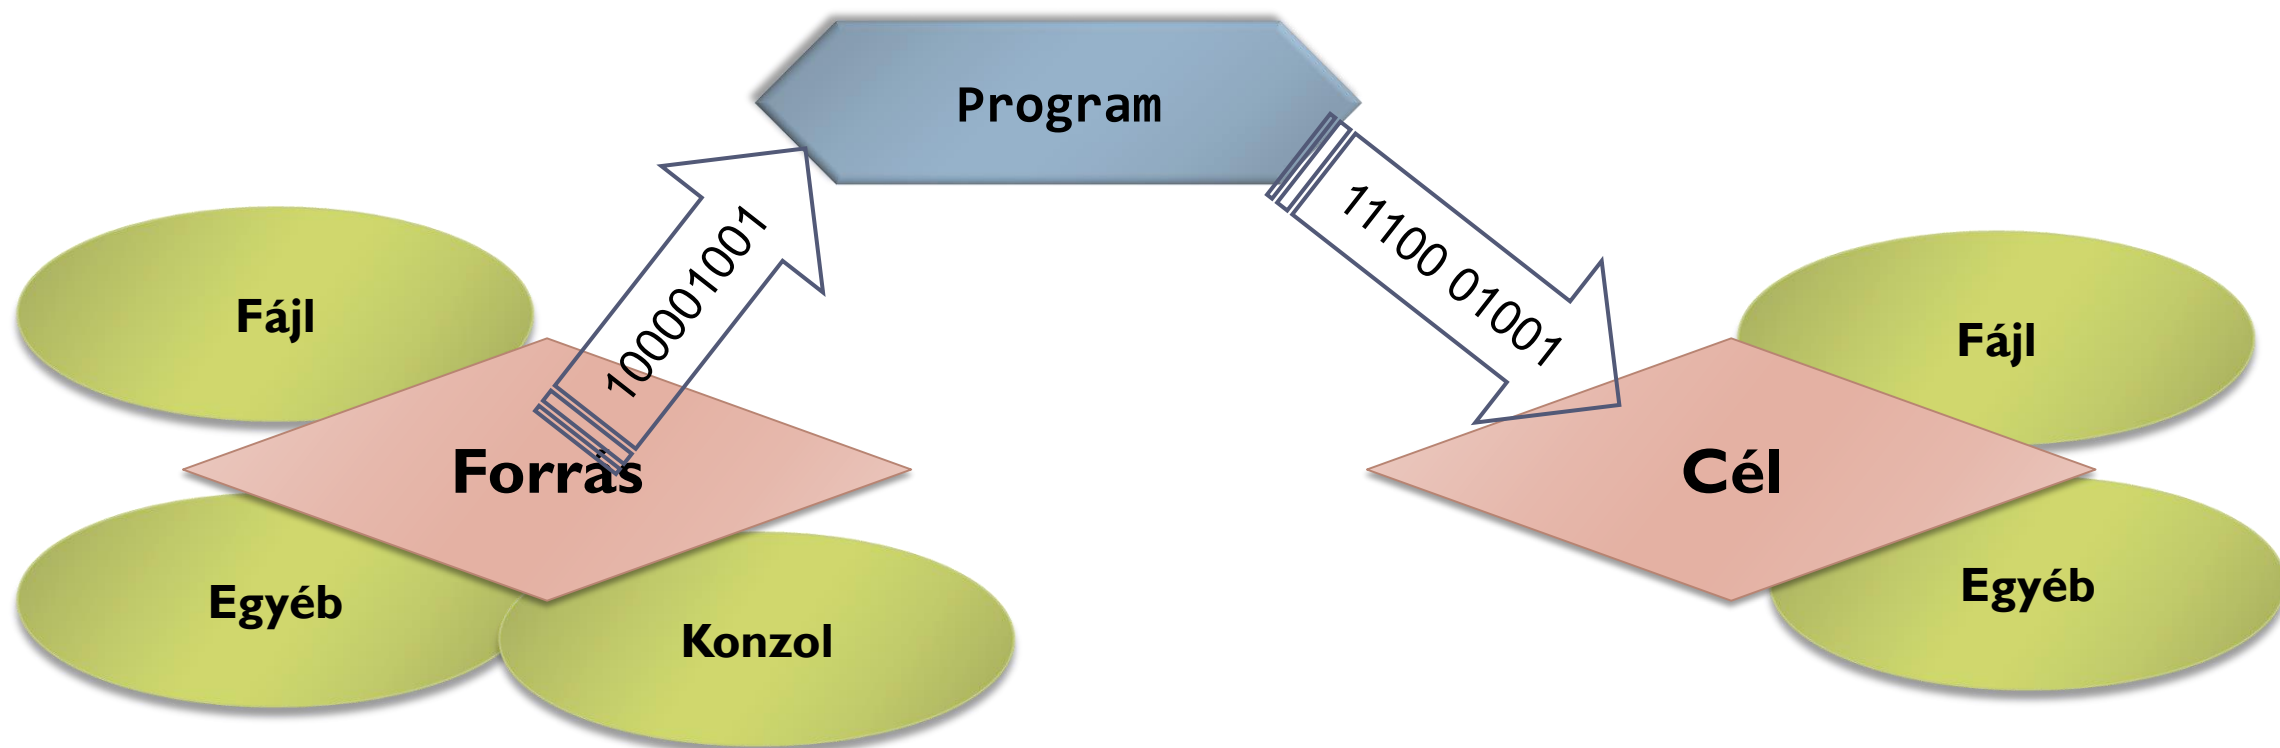 Program
100001001
11100 01001
Fájl
Fájl
Forrás
Cél
Egyéb
Egyéb
Konzol